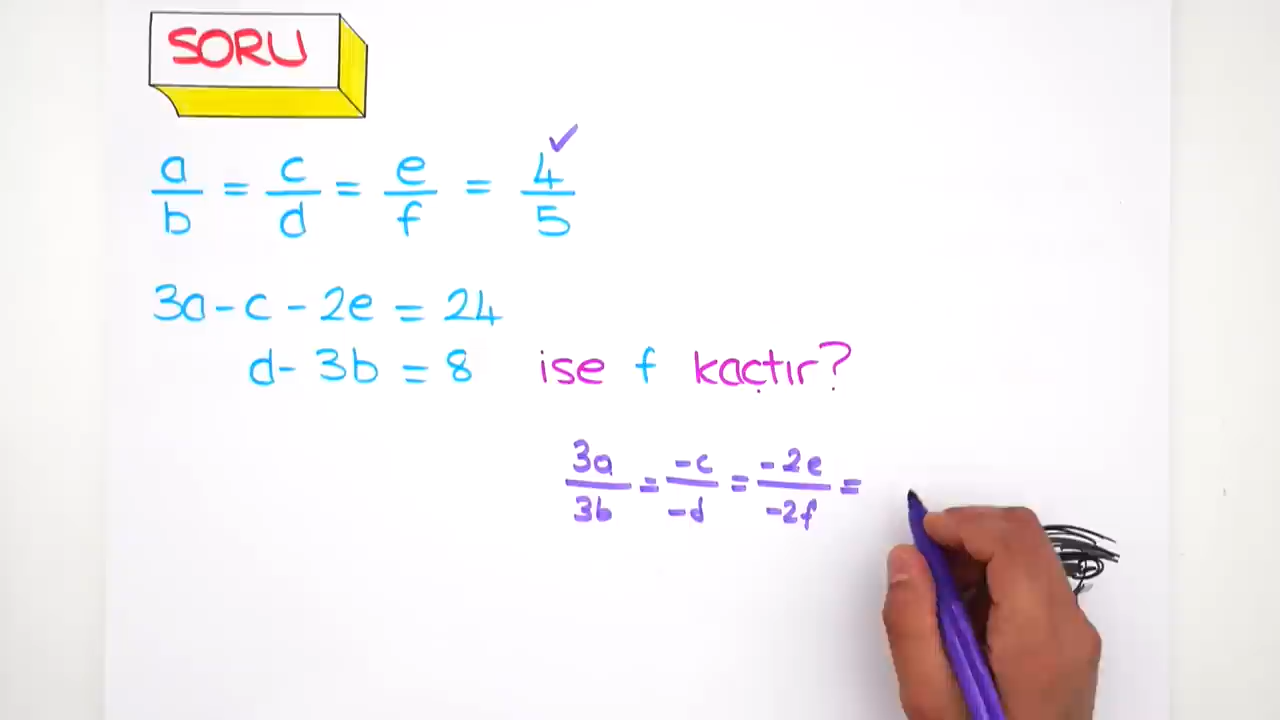 SORU
a/b = c/d = e/f = 4/5 ✓
3a - c - 2e = 24
d - 3b = 8 ise f kaçtır?
3a/3b = -c/-d = -2e/-2f =